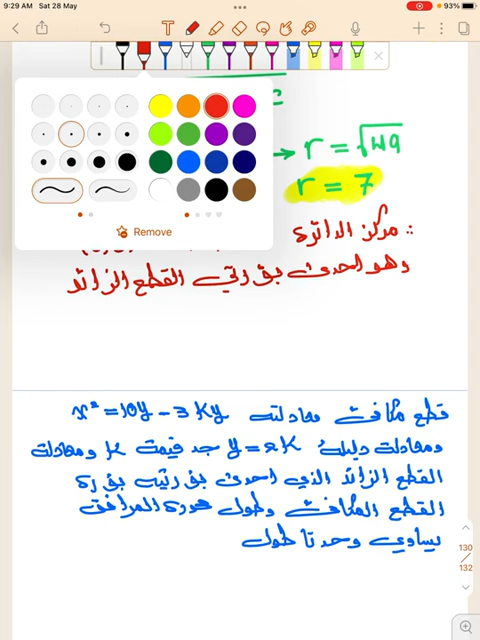 9:29 AM Sat 28 May
93%
→ r = √49
r = 7
∴ مركز الدائرة
وهو احدى بؤرتي القطع الزائد
قطع مكافئ معادلته x² = 10y - 3Ky
ومعادلة دليله y = 2K جد قيمة K ومعادلة
القطع الزائد الذي احدى بؤرتيه بؤرة
القطع المكافئ وطول محوره المرافق
يساوي وحدتا طول
Remove
130
132